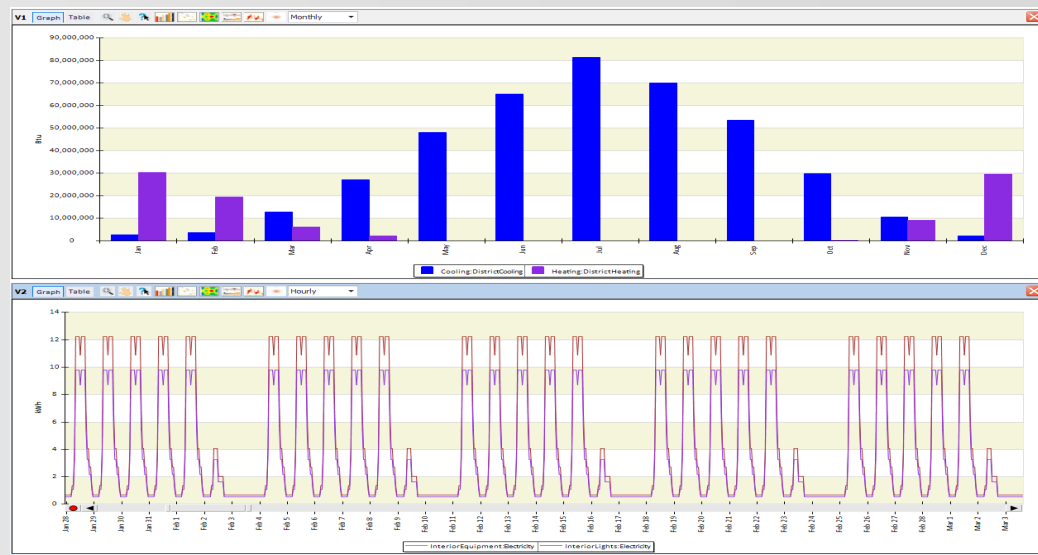 V1 Graph Table Monthly
90,000,000
80,000,000
70,000,000
60,000,000
50,000,000
40,000,000
30,000,000
20,000,000
10,000,000
0
Btu
Jan Feb Mar Apr May Jun Jul Aug Sep Oct Nov Dec
Cooling:DistrictCooling Heating:DistrictHeating
V2 Graph Table Hourly
14
12
10
8
6
4
2
0
kWh
Jan 28 Jan 29 Jan 30 Jan 31 Feb 1 Feb 2 Feb 3 Feb 4 Feb 5 Feb 6 Feb 7 Feb 8 Feb 9 Feb 10 Feb 11 Feb 12 Feb 13 Feb 14 Feb 15 Feb 16 Feb 17 Feb 18 Feb 19 Feb 20 Feb 21 Feb 22 Feb 23 Feb 24 Feb 25 Feb 26 Feb 27 Feb 28 Mar 1 Mar 2 Mar 3
InteriorEquipment:Electricity InteriorLights:Electricity